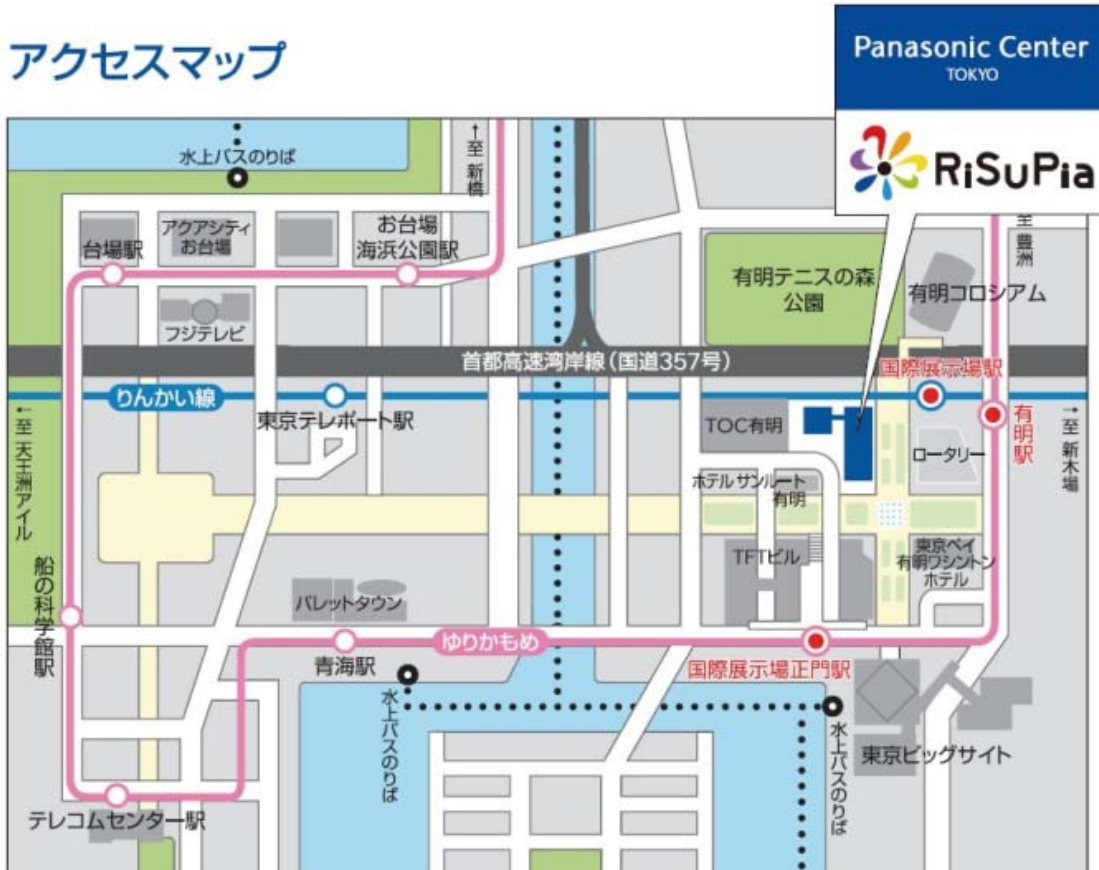 アクセスマップ
Panasonic Center
TOKYO
RiSuPia
水上バスのりば
←至 新橋
台場駅
アクアシティ
お台場
お台場
海浜公園駅
フジテレビ
有明テニスの森
公園
有明コロシアム
至 豊洲
首都高速湾岸線(国道357号)
国際展示場駅
りんかい線
東京テレポート駅
TOC有明
有明駅
ロータリー
←至 天王洲アイル
→至 新木場
ホテル サンルート
有明
船の科学館駅
パレットタウン
TFTビル
東京ベイ
有明ワシントン
ホテル
青海駅
ゆりかもめ
国際展示場正門駅
水上バスのりば
水上バスのりば
東京ビッグサイト
テレコムセンター駅